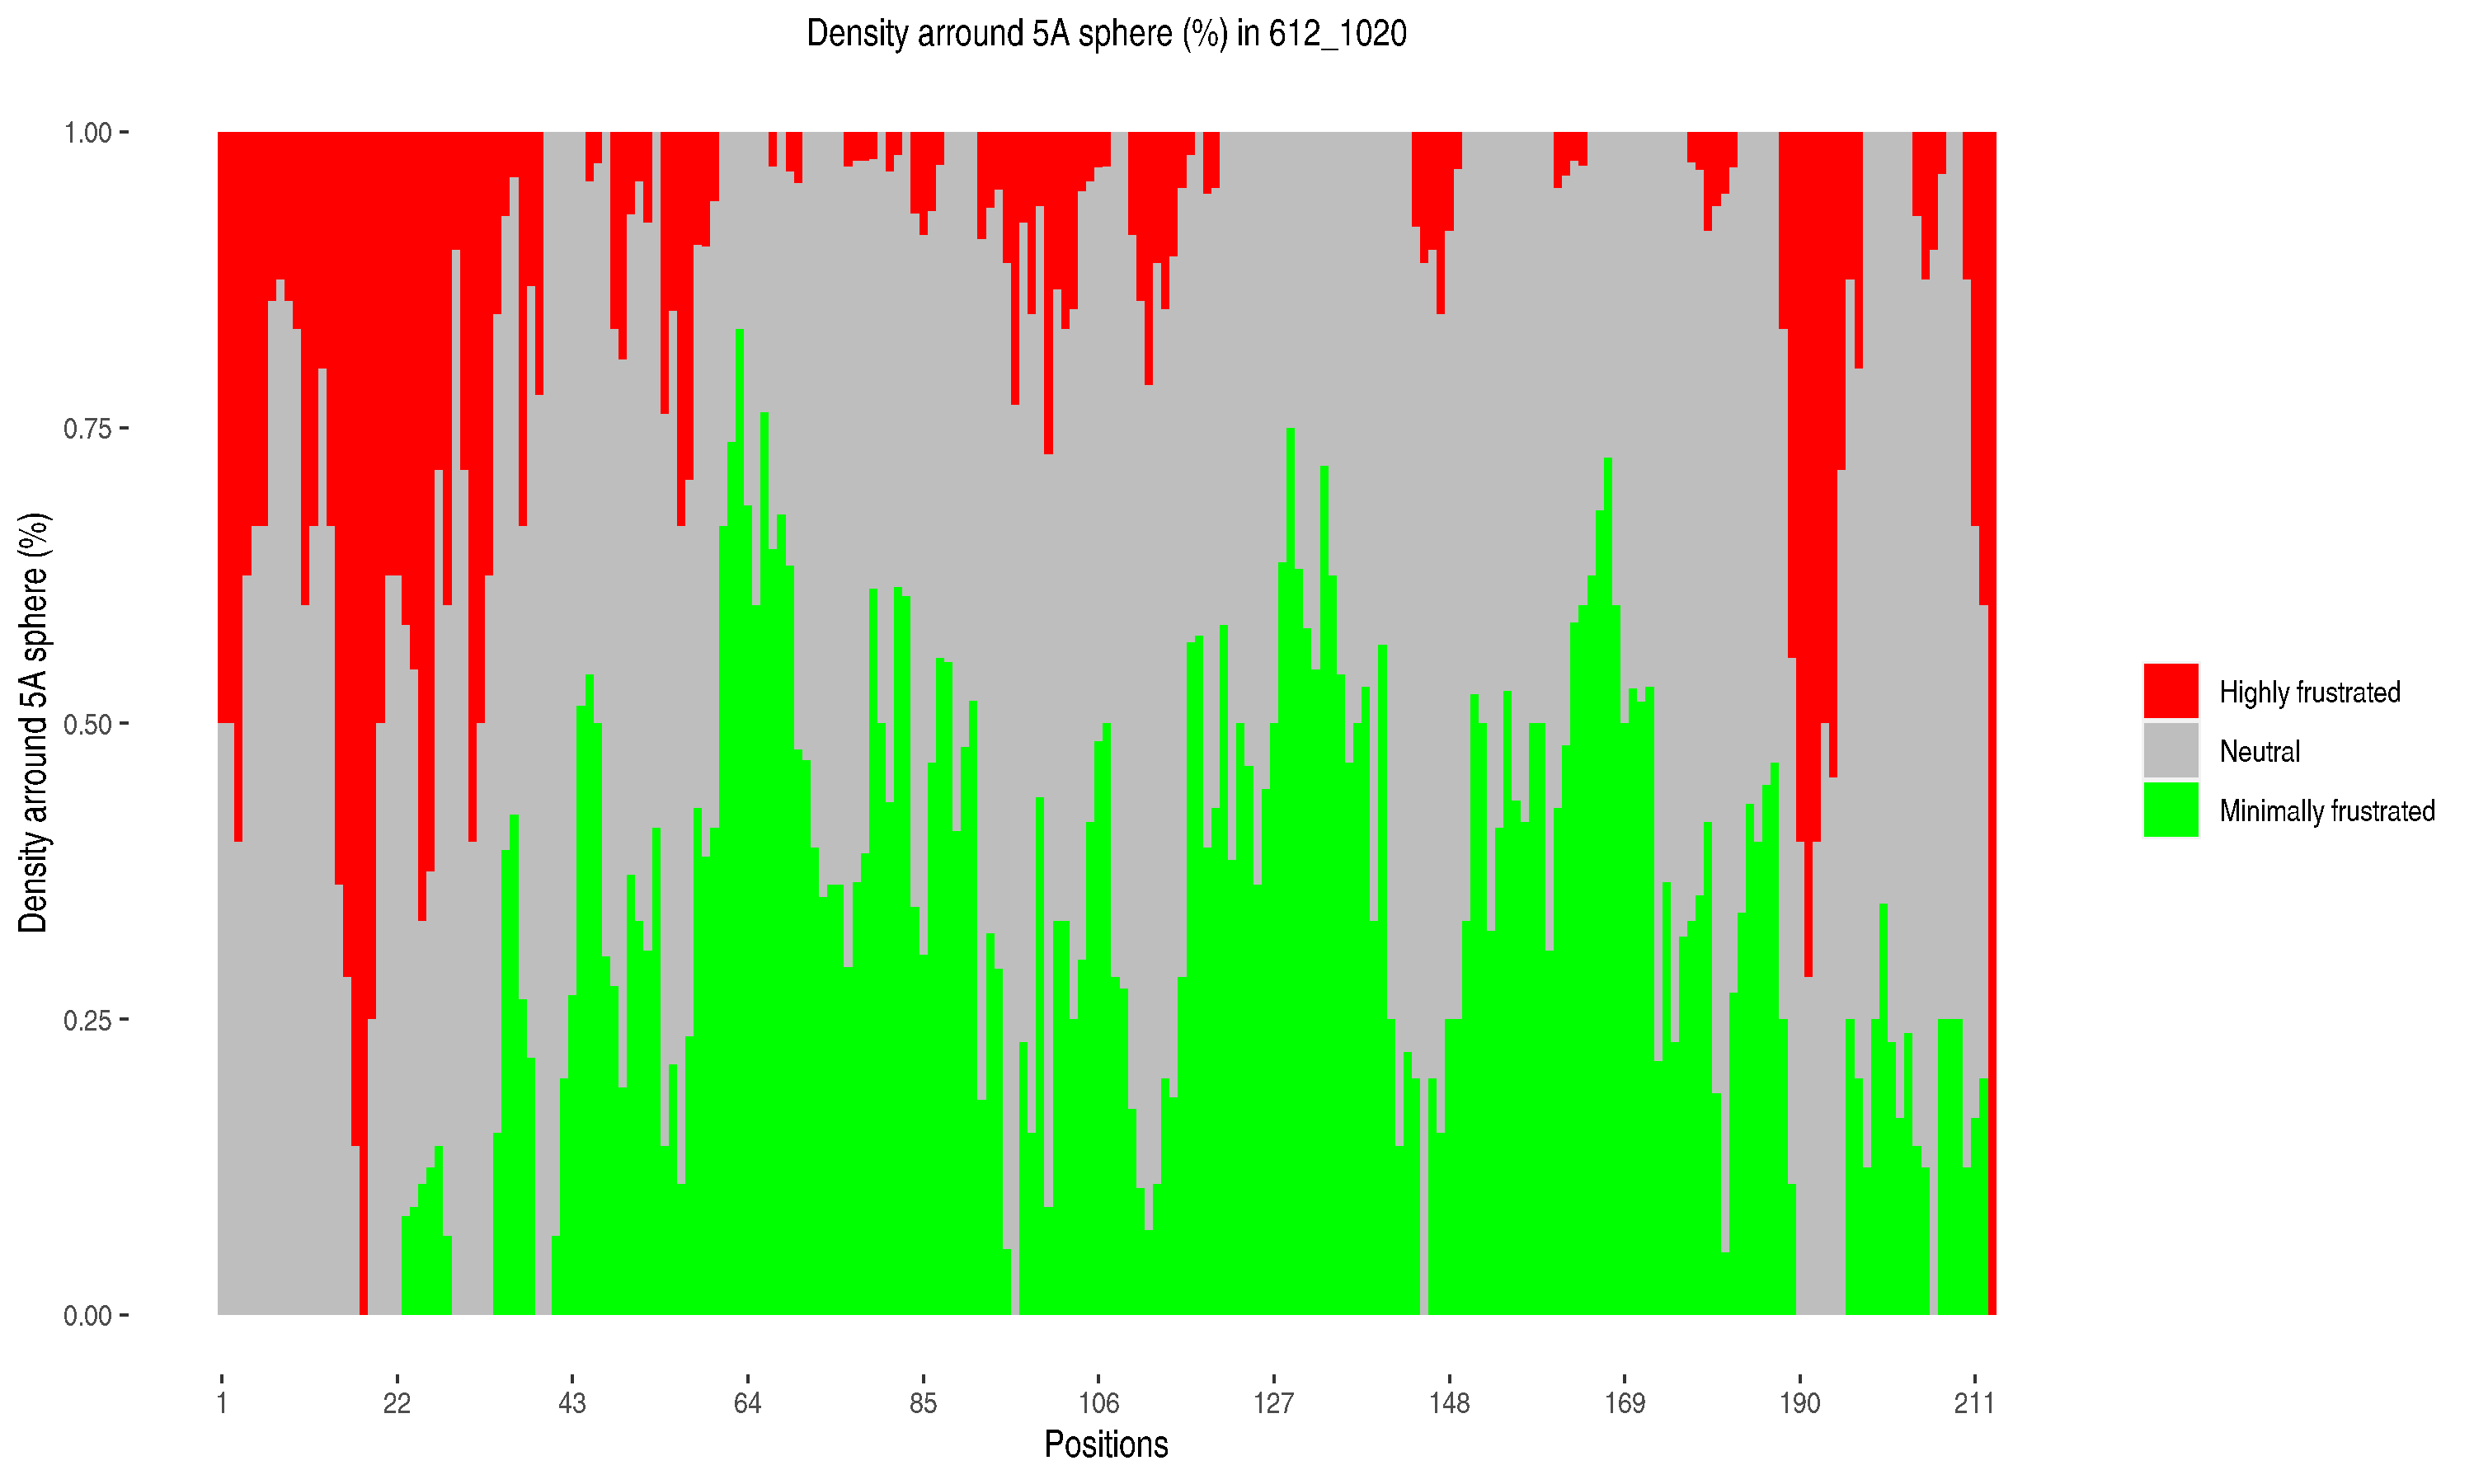 Density arround 5A sphere (%) in 612_1020
1.00
0.75
0.50
0.25
0.00
Density arround 5A sphere (%)
1 22 43 64 85 106 127 148 169 190 211
Positions
Highly frustrated
Neutral
Minimally frustrated